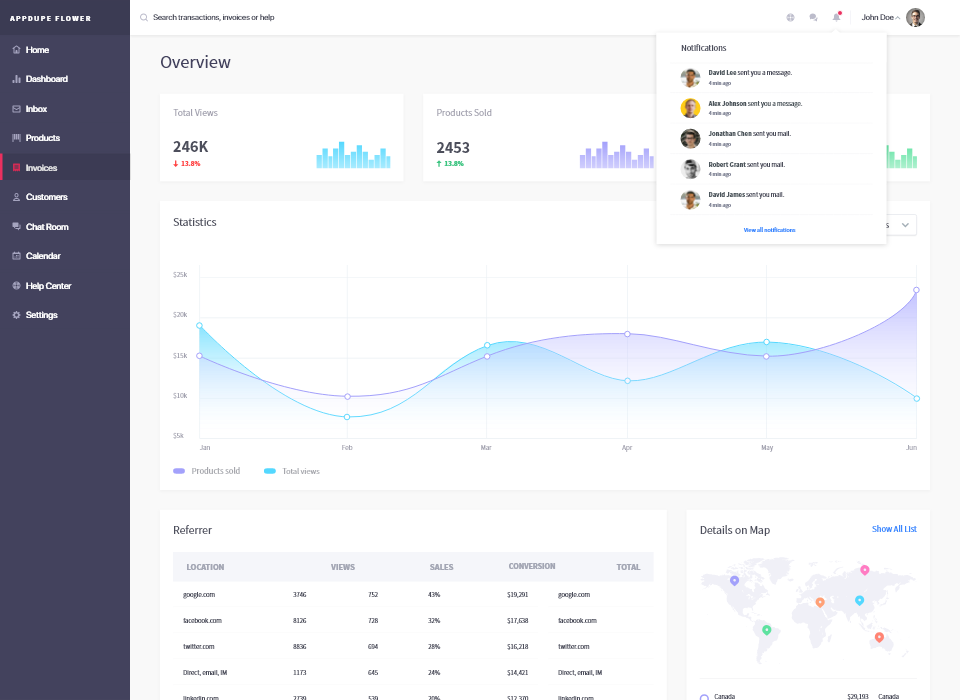 APPDUPE FLOWER
Search transactions, invoices or help
John Doe
Home
Dashboard
Inbox
Products
Invoices
Customers
Chat Room
Calendar
Help Center
Settings
Overview
Notifications
David Lee sent you a message.
4 min ago
Alex Johnson sent you a message.
4 min ago
Jonathan Chen sent you mail.
4 min ago
Robert Grant sent you mail.
4 min ago
David James sent you mail.
4 min ago
View all notifications
Total Views
246K
13.8%
Products Sold
2453
13.8%
Statistics
s
$25k
$20k
$15k
$10k
$5k
Jan Feb Mar Apr May Jun
Products sold Total views
Referrer
LOCATION VIEWS SALES CONVERSION TOTAL
google.com 3746 752 43% $19,291 google.com
facebook.com 8126 728 32% $17,638 facebook.com
twitter.com 8836 694 28% $16,218 twitter.com
Direct, email, IM 1173 645 24% $14,421 Direct, email, IM
linkedin.com 2739 539 20% $12,370 linkedin.com
Details on Map Show All List
Canada $29,193 Canada